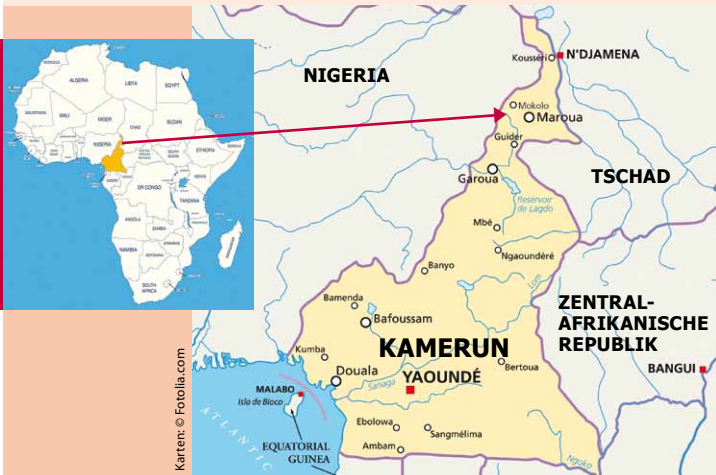 ALGERIA
LIBYA
EGYPT
MALI
NIGER
CHAD
SUDAN
NIGERIA
ETHIOPIA
DR CONGO
KENYA
TANZANIA
ANGOLA
ZAMBIA
NAMIBIA
SOUTH
AFRICA
NIGERIA
Kousséri
N'DJAMENA
Mokolo
Maroua
Guider
Garoua
TSCHAD
Reservoir
de Lagdo
Mbé
Ngaoundéré
Banyo
Lom
Bamenda
Bafoussam
ZENTRAL-
AFRIKANISCHE
REPUBLIK
KAMERUN
Kumba
Douala
YAOUNDÉ
Bertoua
BANGUI
Sanaga
MALABO
Isla de Bioco
ATLANTIC
EQUATORIAL
GUINEA
Ebolowa
Sangmélima
Ambam
Ngoko
Karten: © Fotolia.com